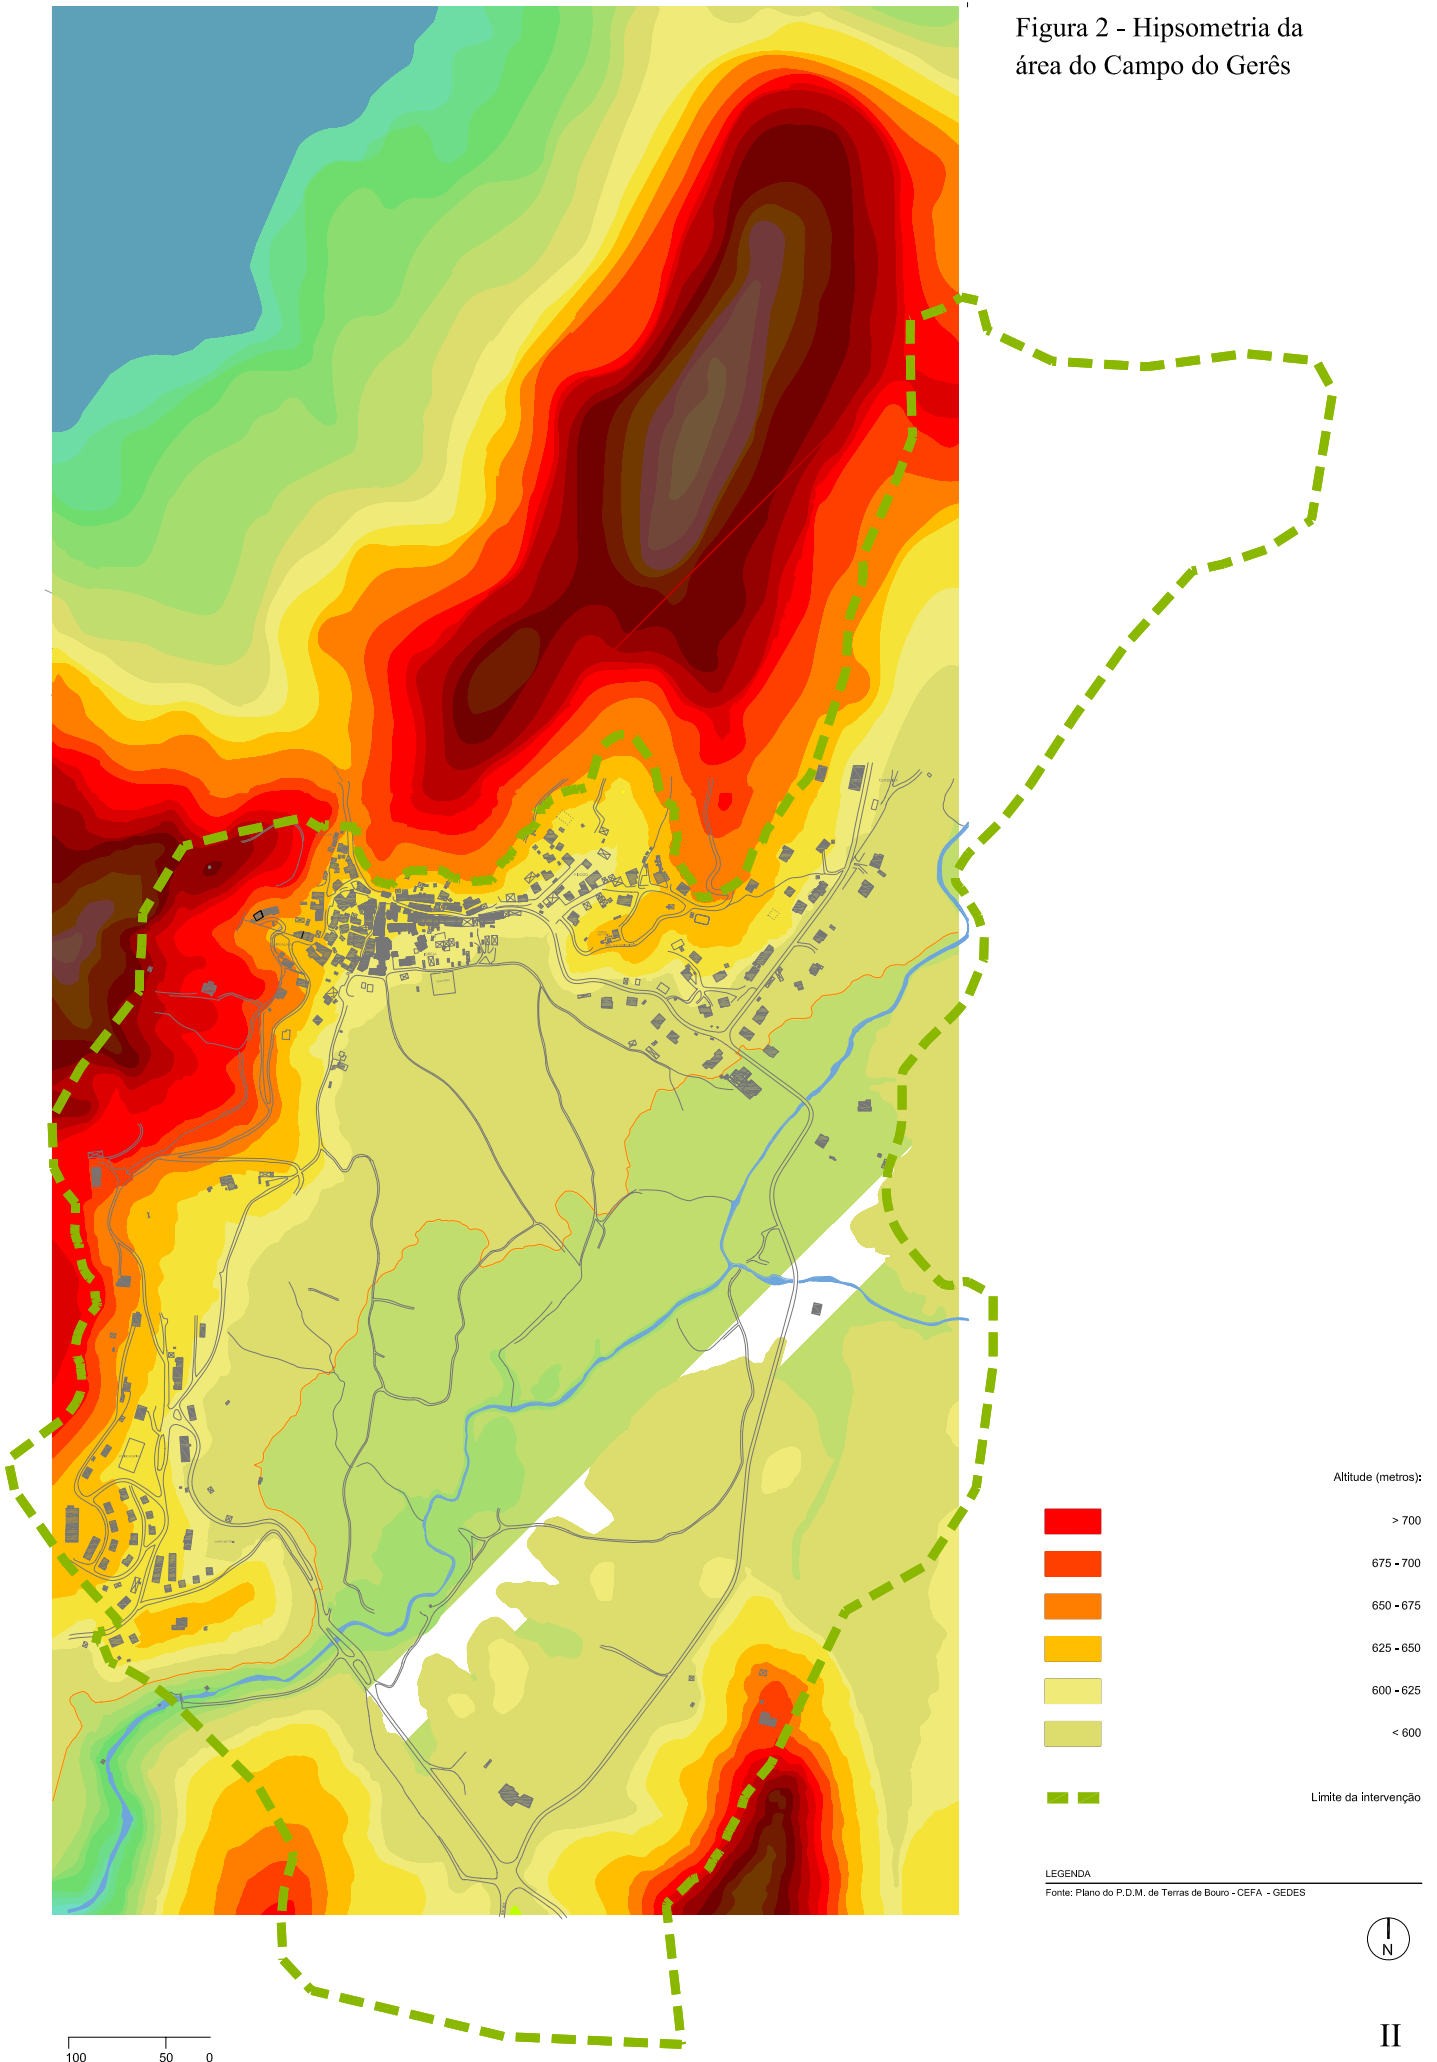 Figura 2 - Hipsometria da
área do Campo do Gerês
Altitude (metros):
> 700
675 - 700
650 - 675
625 - 650
600 - 625
< 600
Limite da intervenção
LEGENDA
Fonte: Plano do P.D.M. de Terras de Bouro - CEFA - GEDES
N
II
100 50 0